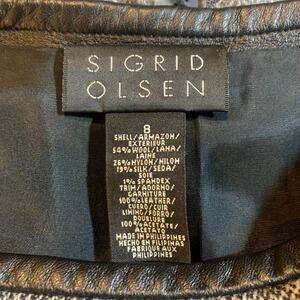 SIGRID
OLSEN
8
SHELL/ARMAZON/
EXTERIEUR
54% WOOL/LANA/
LAINE
26% NYLON/NILON
19% SILK/SEDA/
SOIE
1% SPANDEX
TRIM/ADORNO/
GARNITURE
100% LEATHER/
CUERO/CUIR
LINING/FORRO/
DOUBLURE
100% ACETATE/
ACETATO
MADE IN PHILIPPINES
HECHO EN FILIPINAS
FABRIQUE AUX
PHILIPPINES